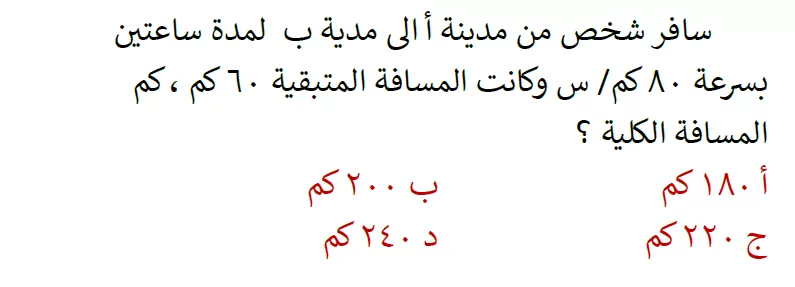 سافر شخص من مدينة أ الى مدية ب لمدة ساعتين
بسرعة ٨٠ كم/ س وكانت المسافة المتبقية ٦٠ كم ، كم
المسافة الكلية ؟
أ ١٨٠ كم ب ٢٠٠ كم
ج ٢٢٠ كم د ٢٤٠ كم